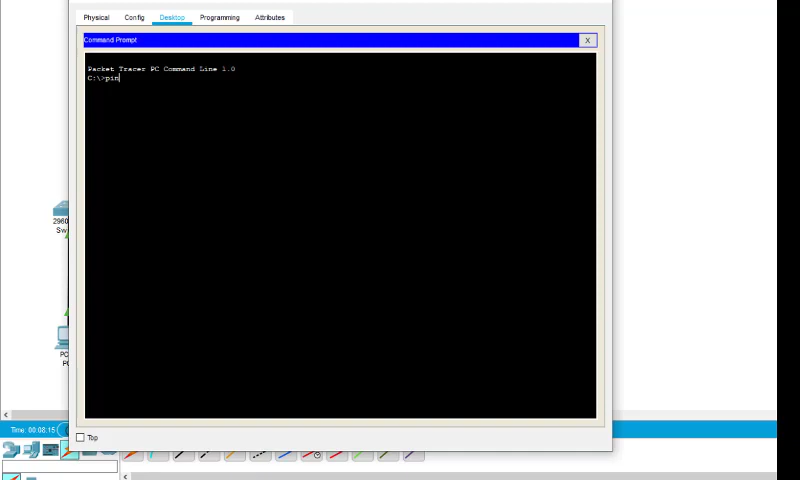 Physical Config Desktop Programming Attributes
Command Prompt X
Packet Tracer PC Command Line 1.0
C:\>pin
2960
Sw
PC
PC
Time: 00:08:15
Top